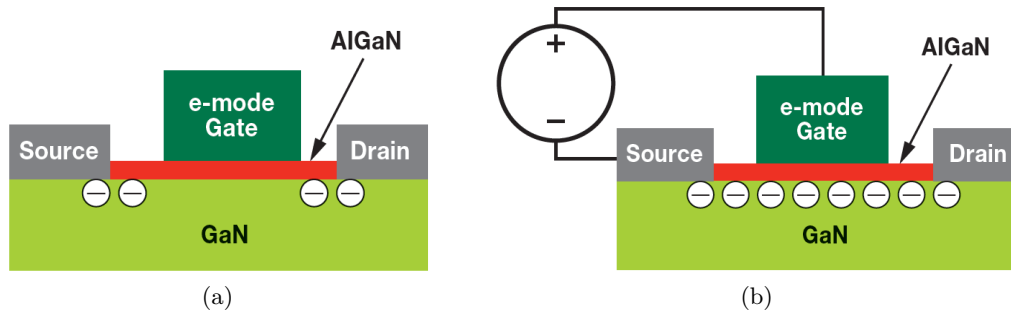 AlGaN
e-mode
Gate
Source
Drain
GaN
(a)
+
−
AlGaN
e-mode
Gate
Source
Drain
GaN
(b)